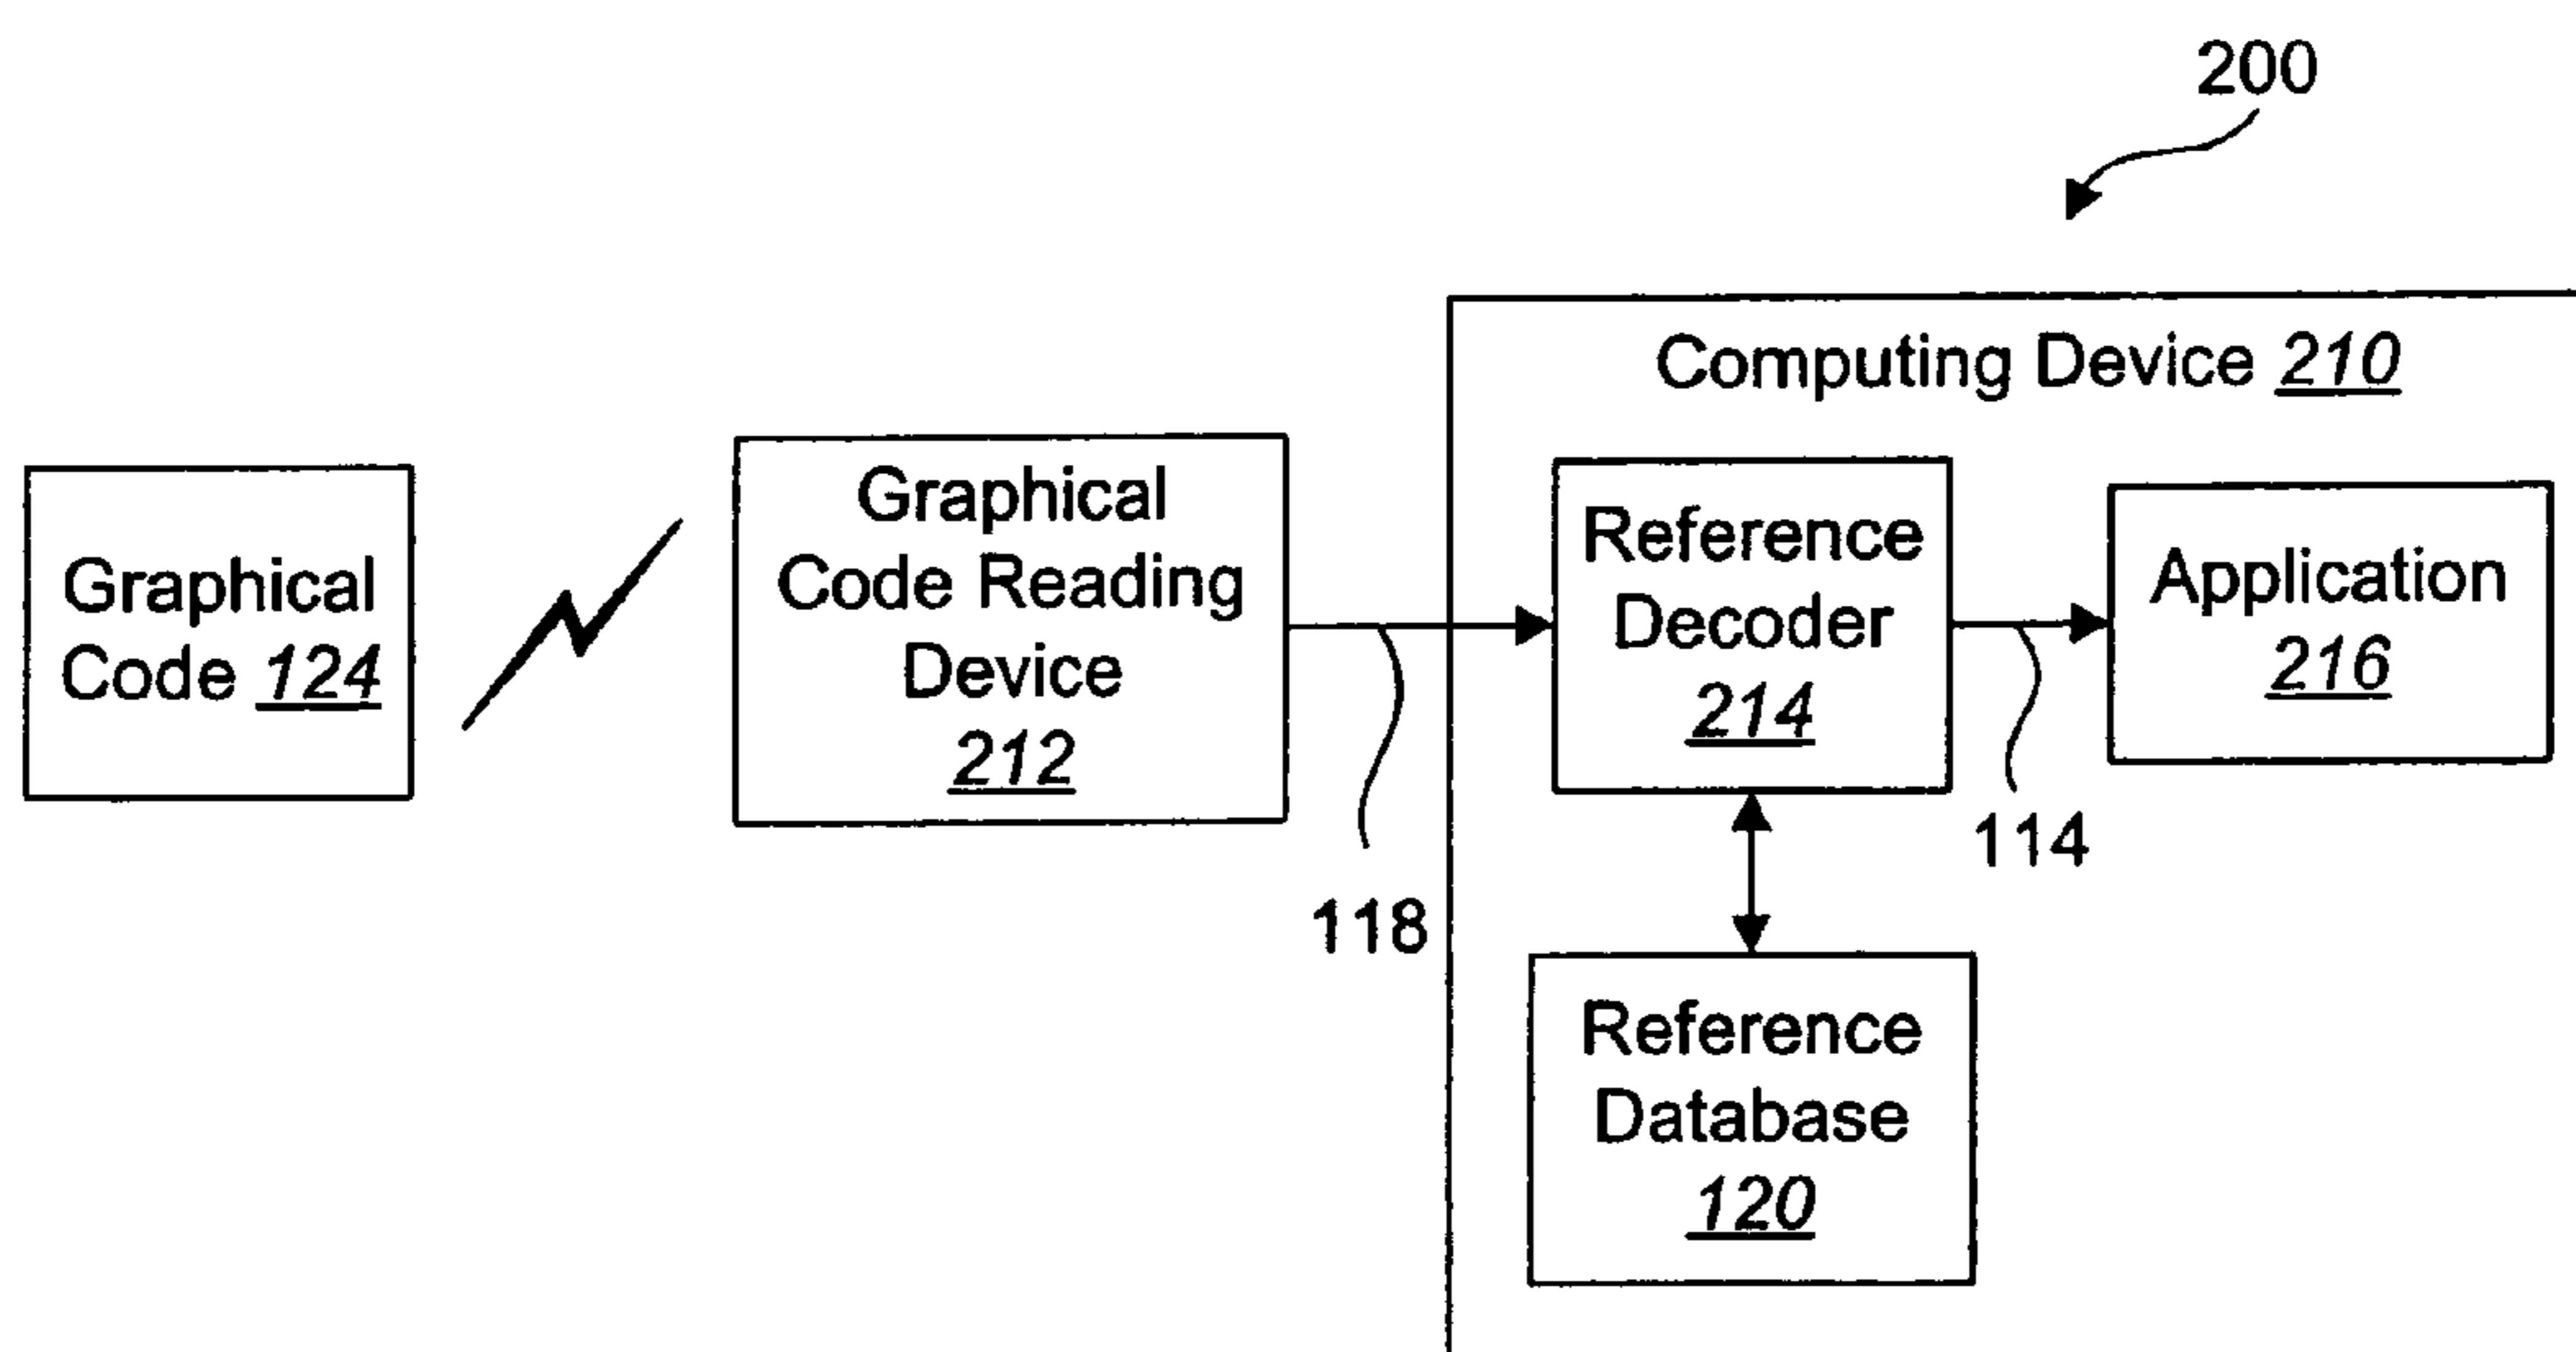 200
Computing Device 210
Graphical
Code 124
Graphical
Code Reading
Device
212
Reference
Decoder
214
Application
216
118
114
Reference
Database
120